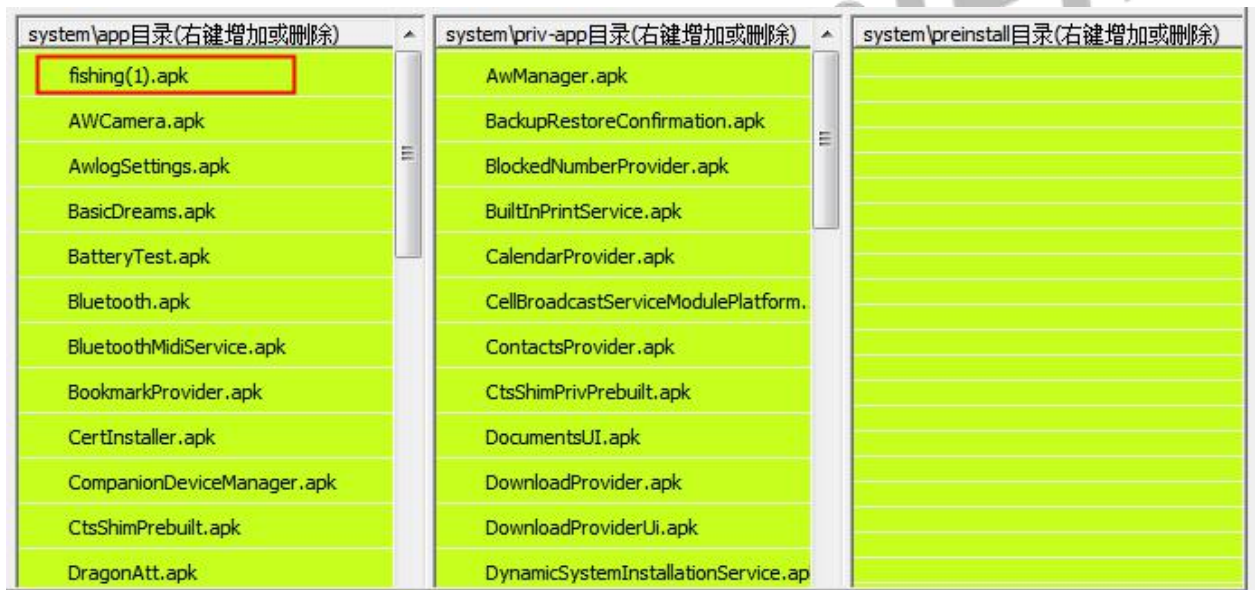 system\app目录(右健增加或删除)
fishing(1).apk
AWCamera.apk
AwlogSettings.apk
BasicDreams.apk
BatteryTest.apk
Bluetooth.apk
BluetoothMidiService.apk
BookmarkProvider.apk
CertInstaller.apk
CompanionDeviceManager.apk
CtsShimPrebuilt.apk
DragonAtt.apk
system\priv-app目录(右健增加或删除)
AwManager.apk
BackupRestoreConfirmation.apk
BlockedNumberProvider.apk
BuiltInPrintService.apk
CalendarProvider.apk
CellBroadcastServiceModulePlatform.
ContactsProvider.apk
CtsShimPrivPrebuilt.apk
DocumentsUI.apk
DownloadProvider.apk
DownloadProviderUi.apk
DynamicSystemInstallationService.ap
system\preinstall目录(右健增加或删除)